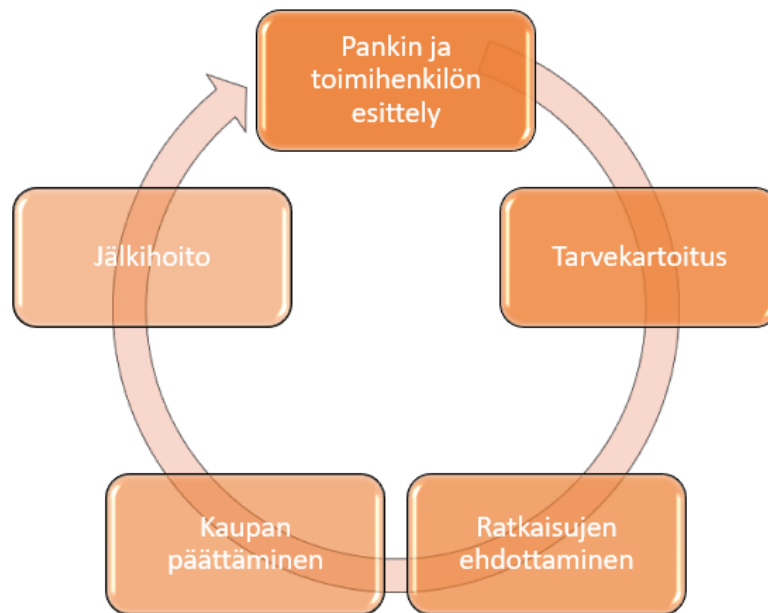 Pankin ja
toimihenkilön
esittely
Tarvekartoitus
Ratkaisujen
ehdottaminen
Kaupan
päättäminen
Jälkihoito